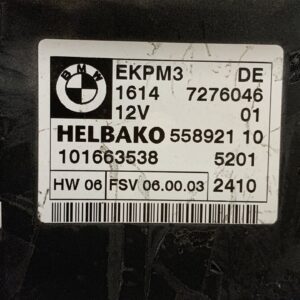 BMW
EKPM3 DE
1614 7276046
12V 01
HELBAKO 558921 10
101663538 5201
HW 06 FSV 06.00.03 2410